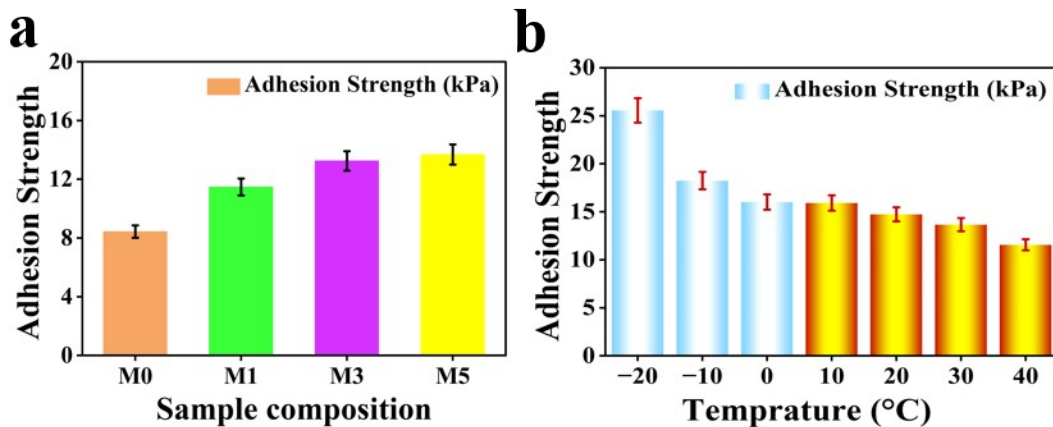 a
20
16
12
8
4
0
Adhesion Strength
Adhesion Strength (kPa)
M0 M1 M3 M5
Sample composition
b
30
25
20
15
10
5
0
Adhesion Strength
Adhesion Strength (kPa)
−20 −10 0 10 20 30 40
Temprature (°C)